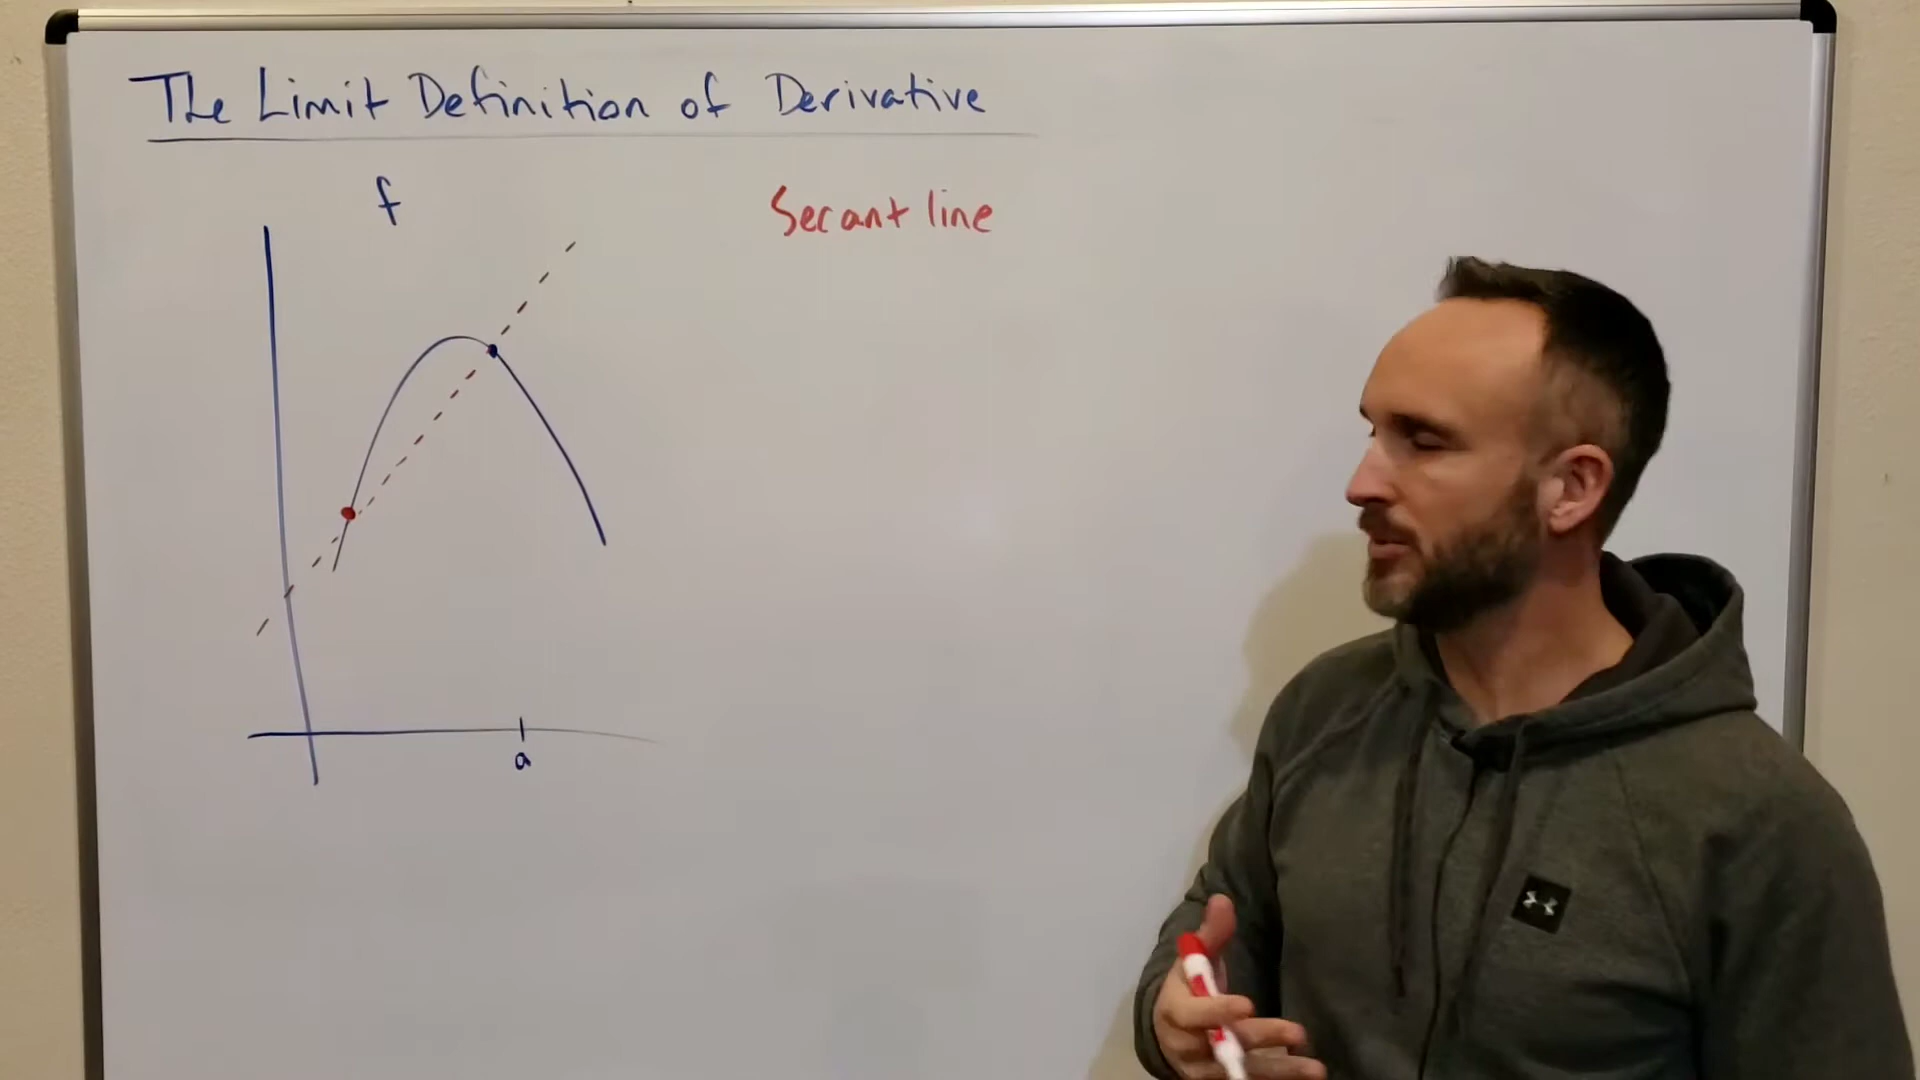 The Limit Definition of Derivative
f
Secant line
a